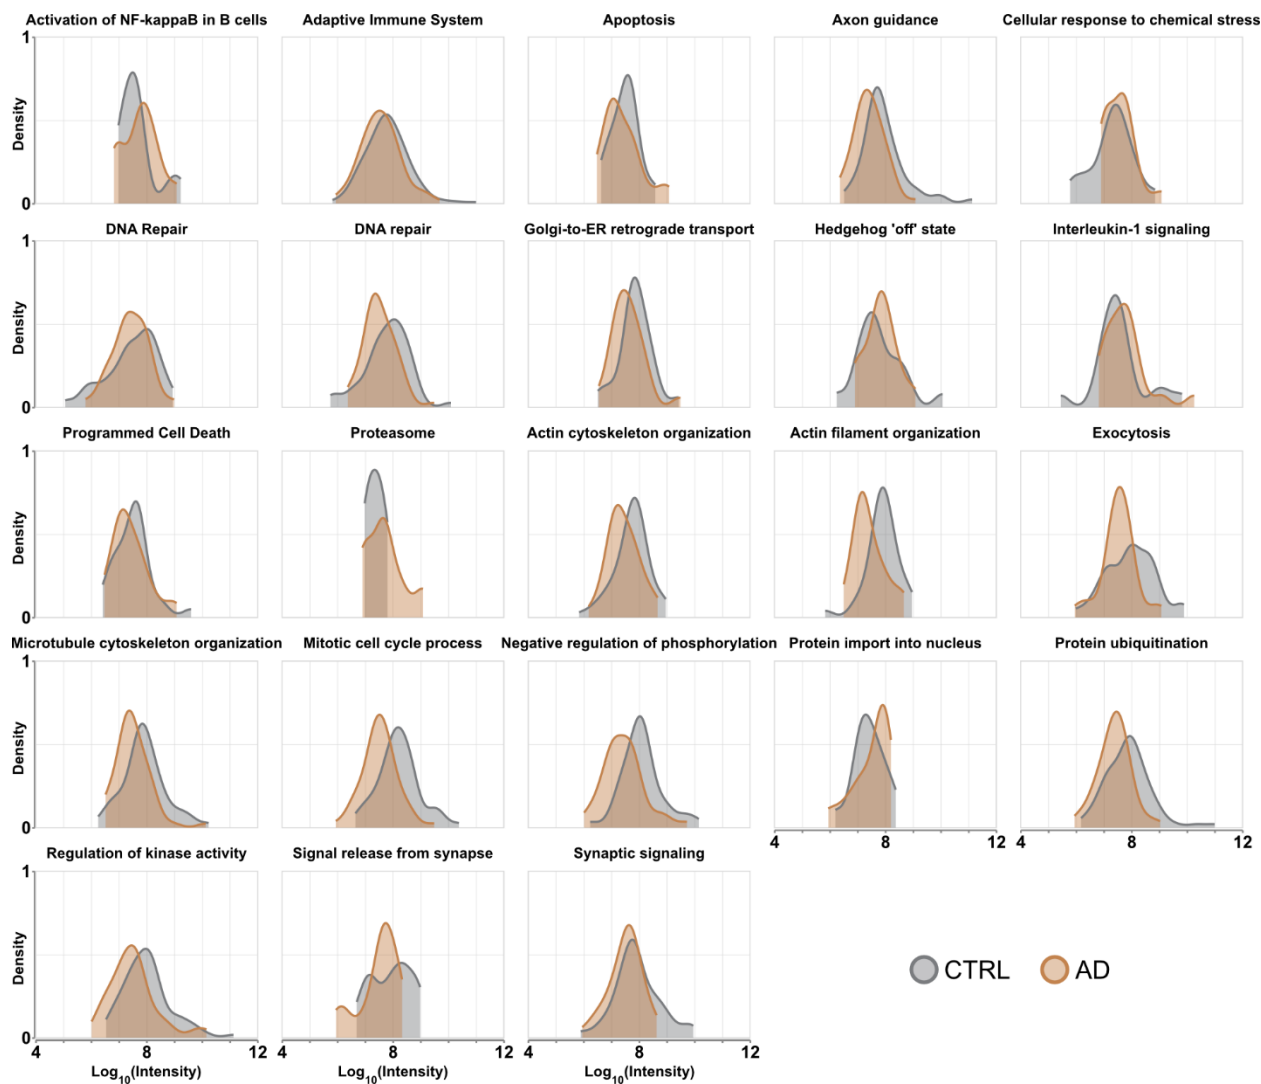 Activation of NF-kappaB in B cells
Adaptive Immune System
Apoptosis
Axon guidance
Cellular response to chemical stress
1
Density
0
DNA Repair
DNA repair
Golgi-to-ER retrograde transport
Hedgehog 'off' state
Interleukin-1 signaling
1
Density
0
Programmed Cell Death
Proteasome
Actin cytoskeleton organization
Actin filament organization
Exocytosis
1
Density
0
Microtubule cytoskeleton organization
Mitotic cell cycle process
Negative regulation of phosphorylation
Protein import into nucleus
Protein ubiquitination
1
Density
0
4 8 12
4 8 12
Regulation of kinase activity
Signal release from synapse
Synaptic signaling
1
Density
0
4 8 12
4 8 12
4 8 12
Log10(Intensity)
Log10(Intensity)
Log10(Intensity)
CTRL
AD